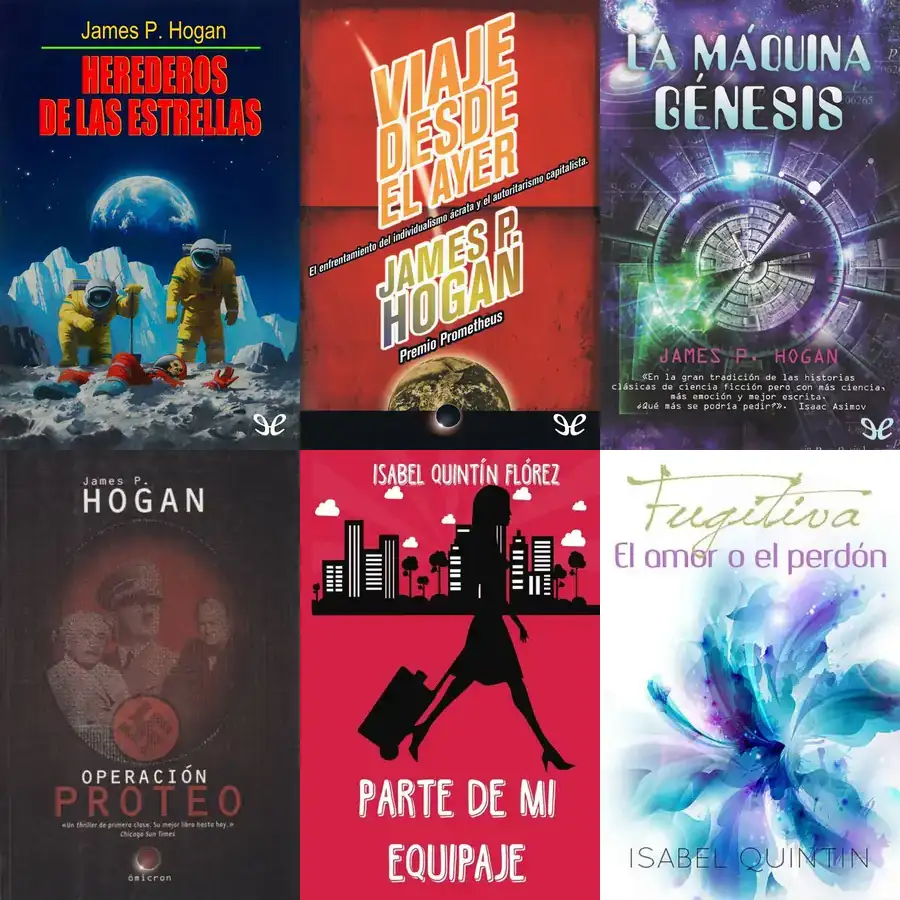 James P. Hogan
HEREDEROS
DE LAS ESTRELLAS
VIAJE
DESDE
EL AYER
El enfrentamiento del individualismo ácrata y el autoritarismo capitalista.
JAMES P.
HOGAN
Premio Prometheus
LA MÁQUINA
GÉNESIS
JAMES P. HOGAN
«En la gran tradición de las historias
clásicas de ciencia ficción pero con más ciencia,
más emoción y mejor escrita.
¿Qué más se podría pedir?». Isaac Asimov
James P.
HOGAN
OPERACIÓN
PROTEO
«Un thriller de primera clase. Su mejor libro hasta hoy.»
Chicago Sun Times
ómicron
ISABEL QUINTÍN FLÓREZ
PARTE DE MI
EQUIPAJE
Fugitiva
El amor o el perdón
ISABEL QUINTIN